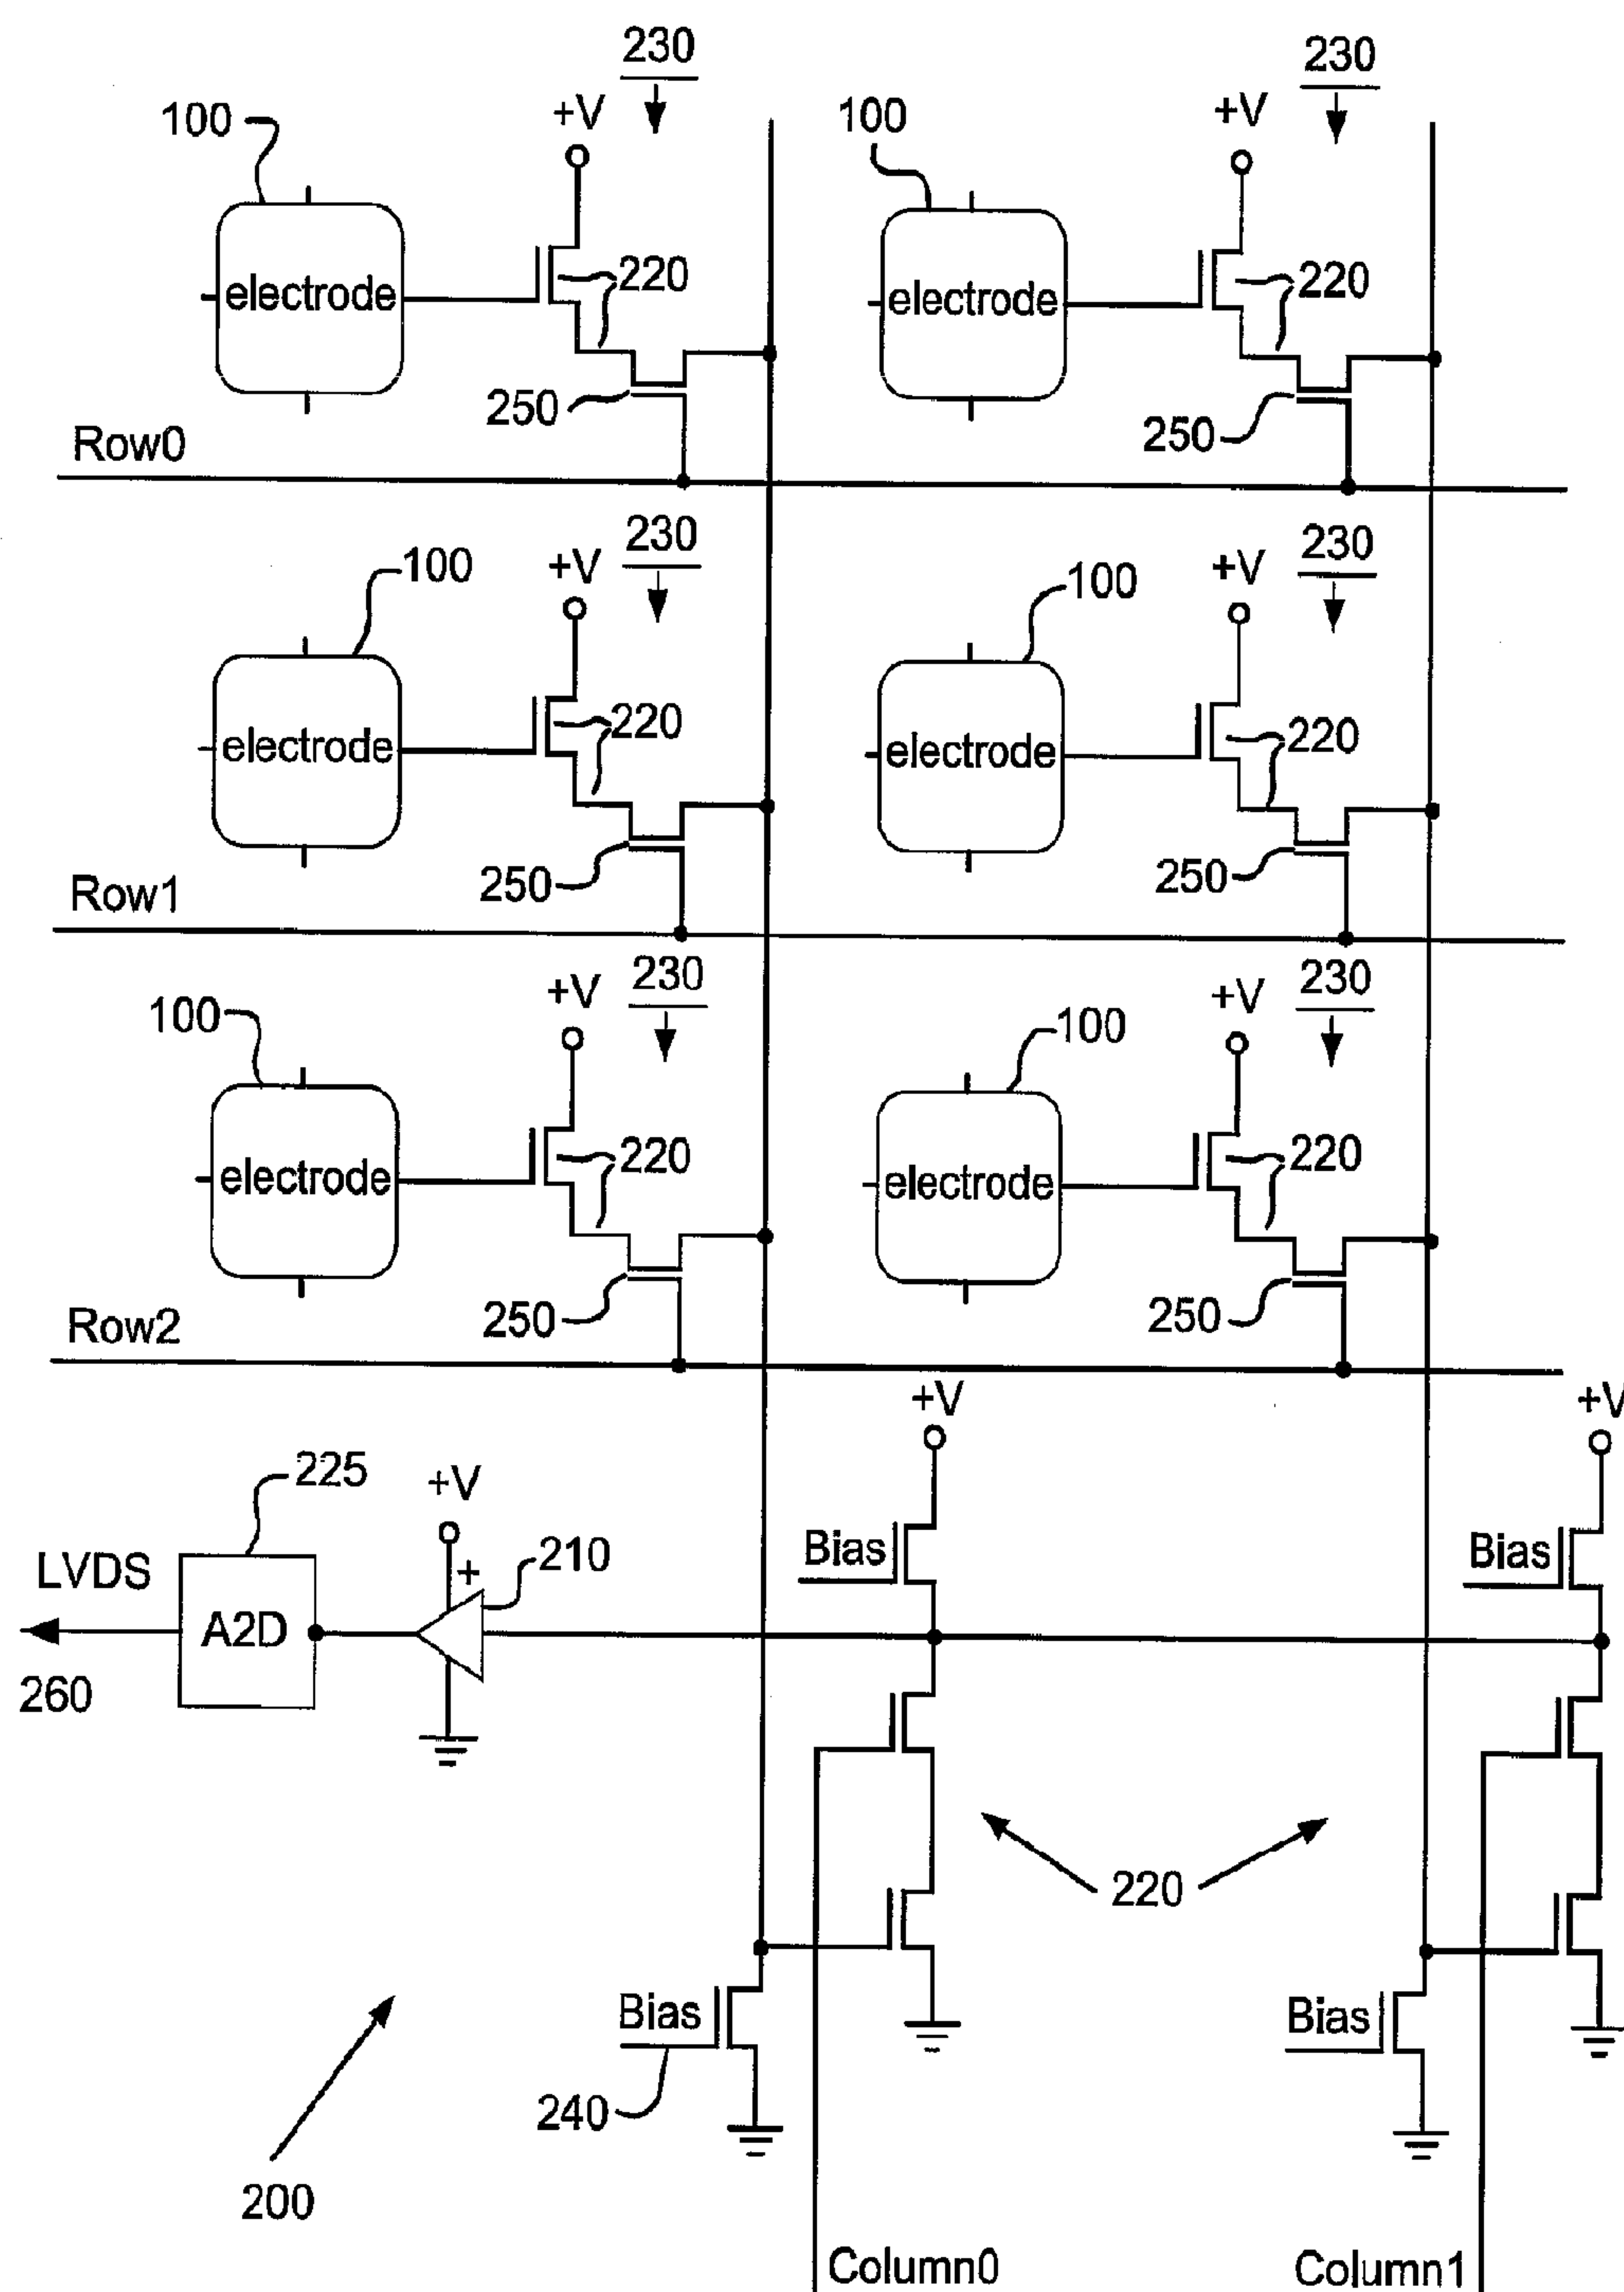 230
230
+V
+V
100
100
electrode
220
electrode
220
250
250
Row0
230
230
+V
+V
100
100
electrode
220
electrode
220
250
250
Row1
230
230
+V
+V
100
100
electrode
220
electrode
220
250
250
Row2
+V
+V
225
+V
Bias
Bias
LVDS
+
210
A2D
260
220
Bias
Bias
240
200
Column0
Column1